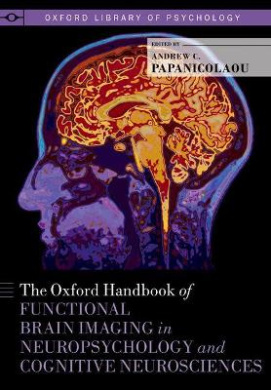 OXFORD LIBRARY OF PSYCHOLOGY
EDITED BY
ANDREW C.
PAPANICOLAOU
The Oxford Handbook of
FUNCTIONAL
BRAIN IMAGING in
NEUROPSYCHOLOGY and
COGNITIVE NEUROSCIENCES